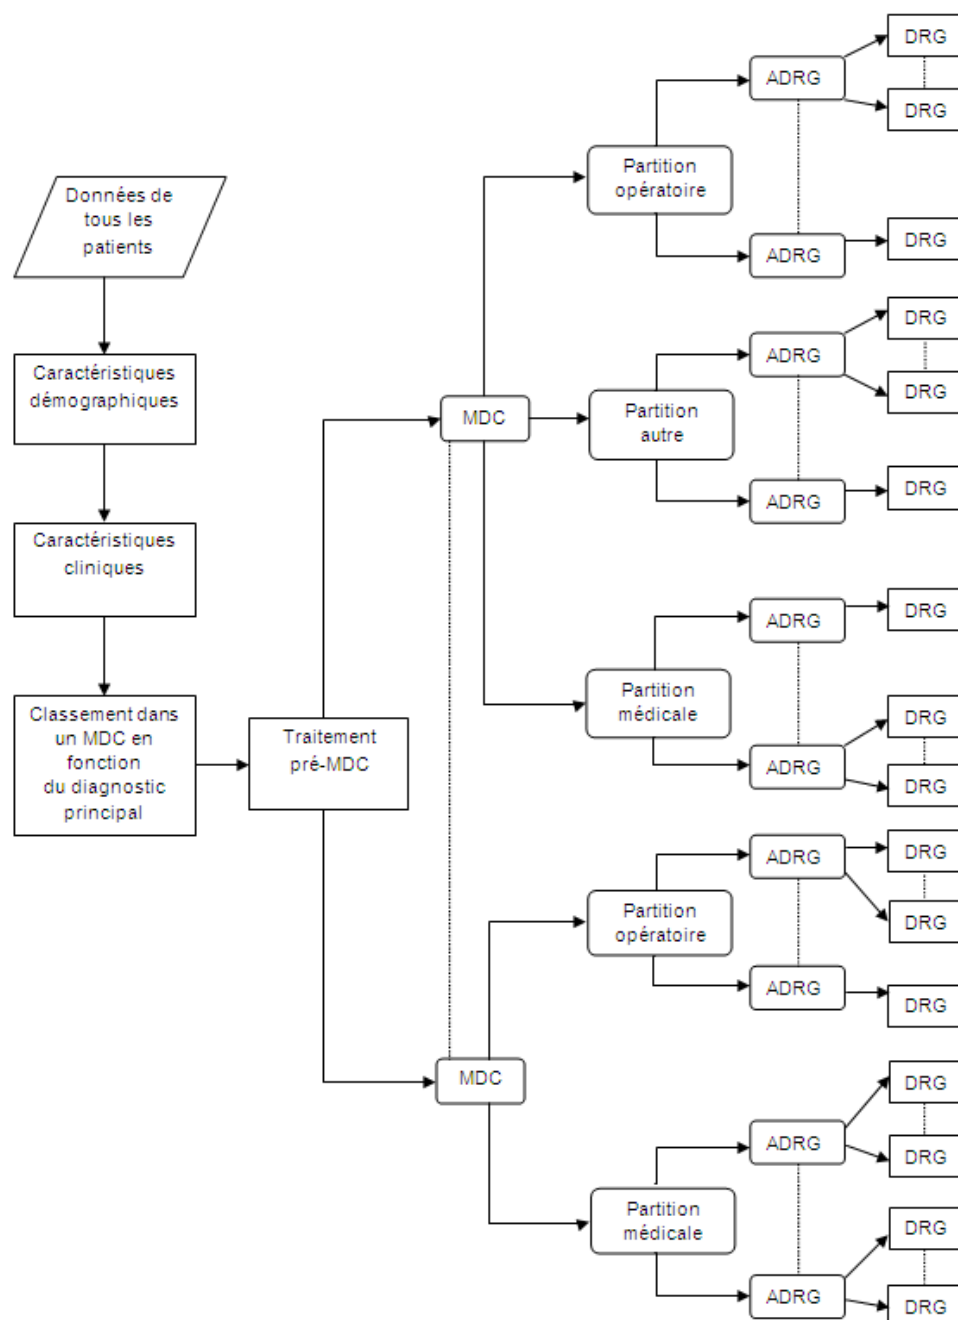 Données de
tous les
patients
Caractéristiques
démographiques
Caractéristiques
cliniques
Classement dans
un MDC en
fonction
du diagnostic
principal
Traitement
pré-MDC
MDC
Partition
opératoire
ADRG
DRG
DRG
ADRG
DRG
Partition
autre
ADRG
DRG
DRG
ADRG
DRG
Partition
médicale
ADRG
DRG
ADRG
DRG
DRG
MDC
Partition
opératoire
ADRG
DRG
DRG
ADRG
DRG
Partition
médicale
ADRG
DRG
DRG
ADRG
DRG
DRG